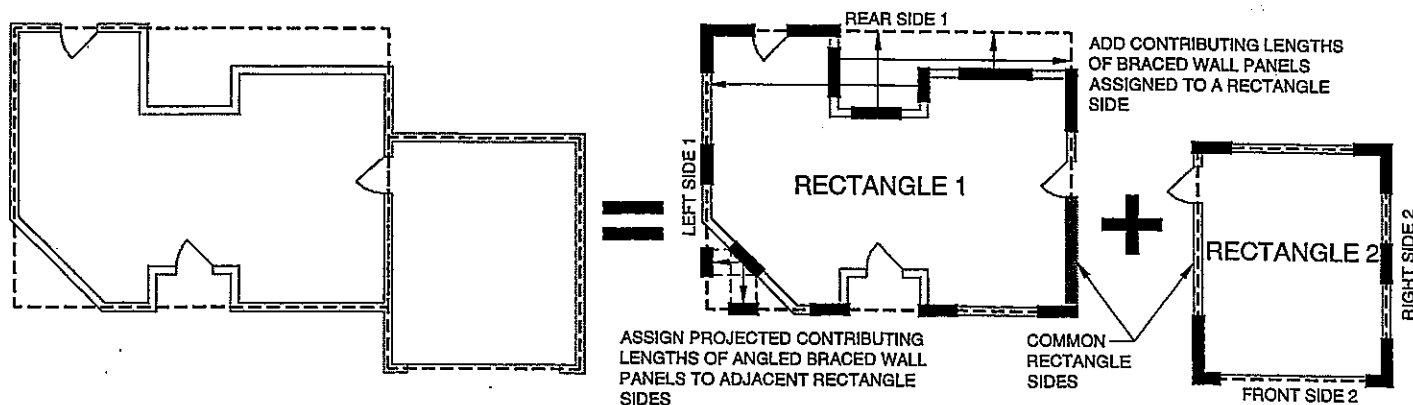 REAR SIDE 1
ADD CONTRIBUTING LENGTHS
OF BRACED WALL PANELS
ASSIGNED TO A RECTANGLE
SIDE
LEFT SIDE 1
RECTANGLE 1
RECTANGLE 2
RIGHT SIDE 2
ASSIGN PROJECTED CONTRIBUTING
LENGTHS OF ANGLED BRACED WALL
PANELS TO ADJACENT RECTANGLE
SIDES
COMMON
RECTANGLE
SIDES
FRONT SIDE 2